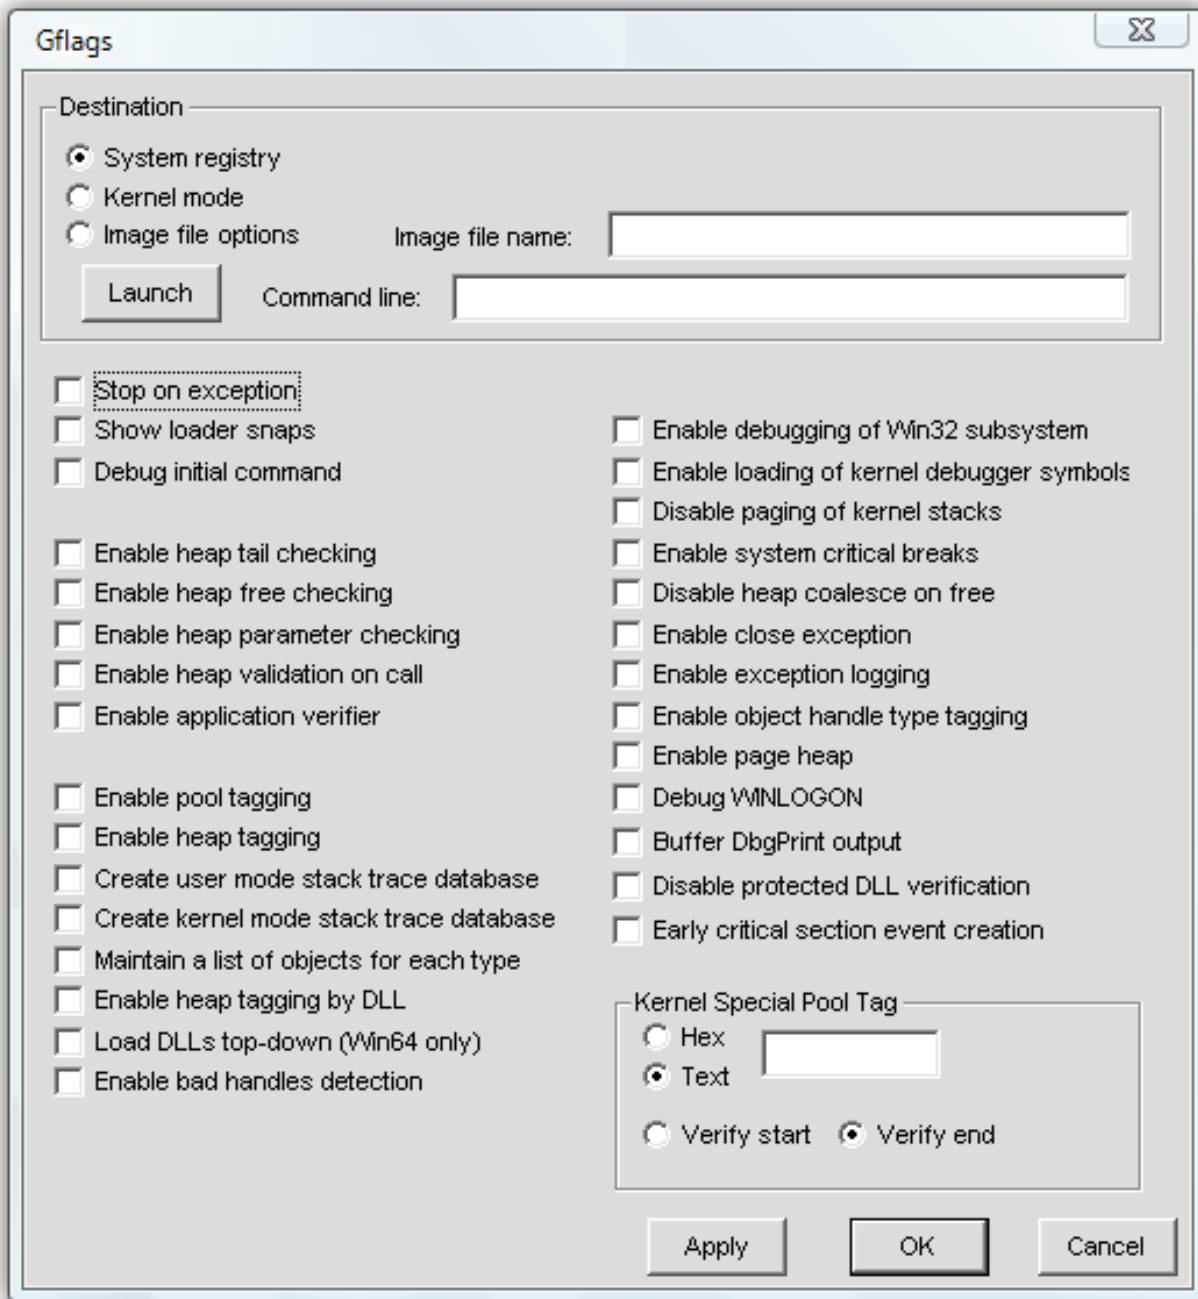 Gflags
Destination
System registry
Kernel mode
Image file options Image file name:
Launch Command line:
Stop on exception
Show loader snaps
Debug initial command
Enable heap tail checking
Enable heap free checking
Enable heap parameter checking
Enable heap validation on call
Enable application verifier
Enable pool tagging
Enable heap tagging
Create user mode stack trace database
Create kernel mode stack trace database
Maintain a list of objects for each type
Enable heap tagging by DLL
Load DLLs top-down (Win64 only)
Enable bad handles detection
Enable debugging of Win32 subsystem
Enable loading of kernel debugger symbols
Disable paging of kernel stacks
Enable system critical breaks
Disable heap coalesce on free
Enable close exception
Enable exception logging
Enable object handle type tagging
Enable page heap
Debug WINLOGON
Buffer DbgPrint output
Disable protected DLL verification
Early critical section event creation
Kernel Special Pool Tag
Hex
Text
Verify start Verify end
Apply OK Cancel